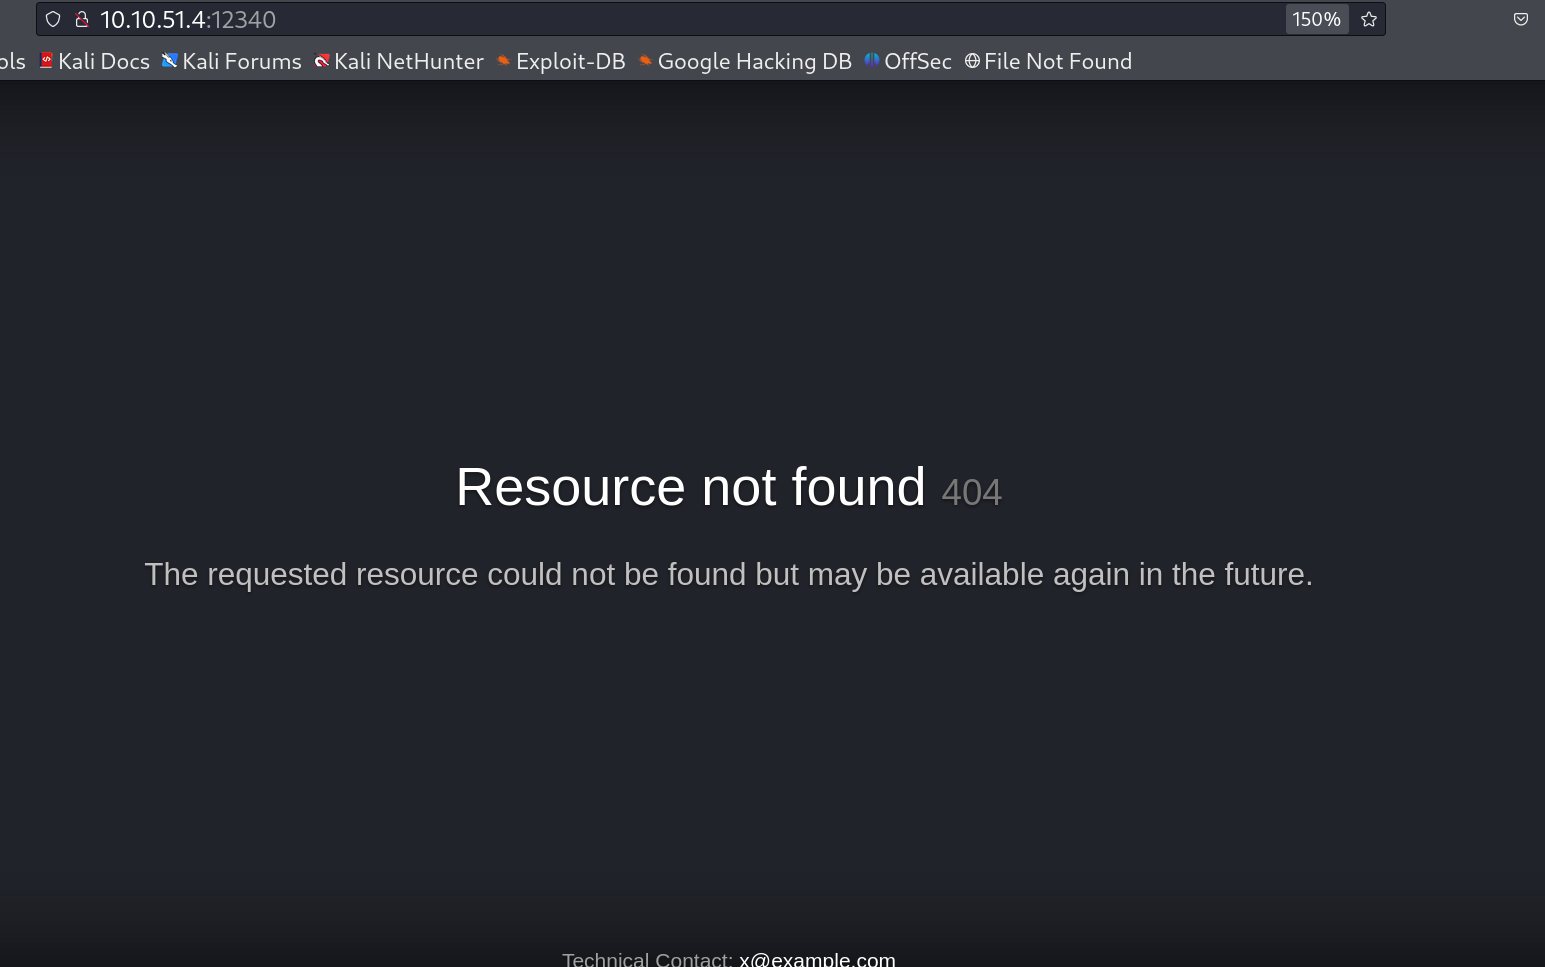 10.10.51.4:12340 150%
ols Kali Docs Kali Forums Kali NetHunter Exploit-DB Google Hacking DB OffSec File Not Found
Resource not found 404
The requested resource could not be found but may be available again in the future.
Technical Contact: x@example.com